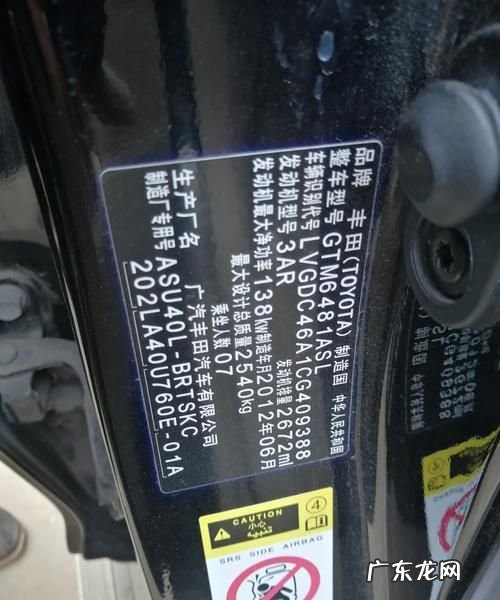 品牌 丰田(TOYOTA) 制造国 中华人民共和国
整车型号 GTM6481ASL
车辆识别代号 LVGDC46A1CG409388
发动机型号 3AR 发动机排量 2672ml
发动机最大净功率 138kw 制造年月 2012年06月
最大设计总质量 2540kg
乘坐人数 07
生产厂名 广汽丰田汽车有限公司
制造厂专用号 ASU40L-BRTSKC
202LA40U760E-01A
CAUTION
小心
4
SRS SIDE AIRBAG
广东龙网